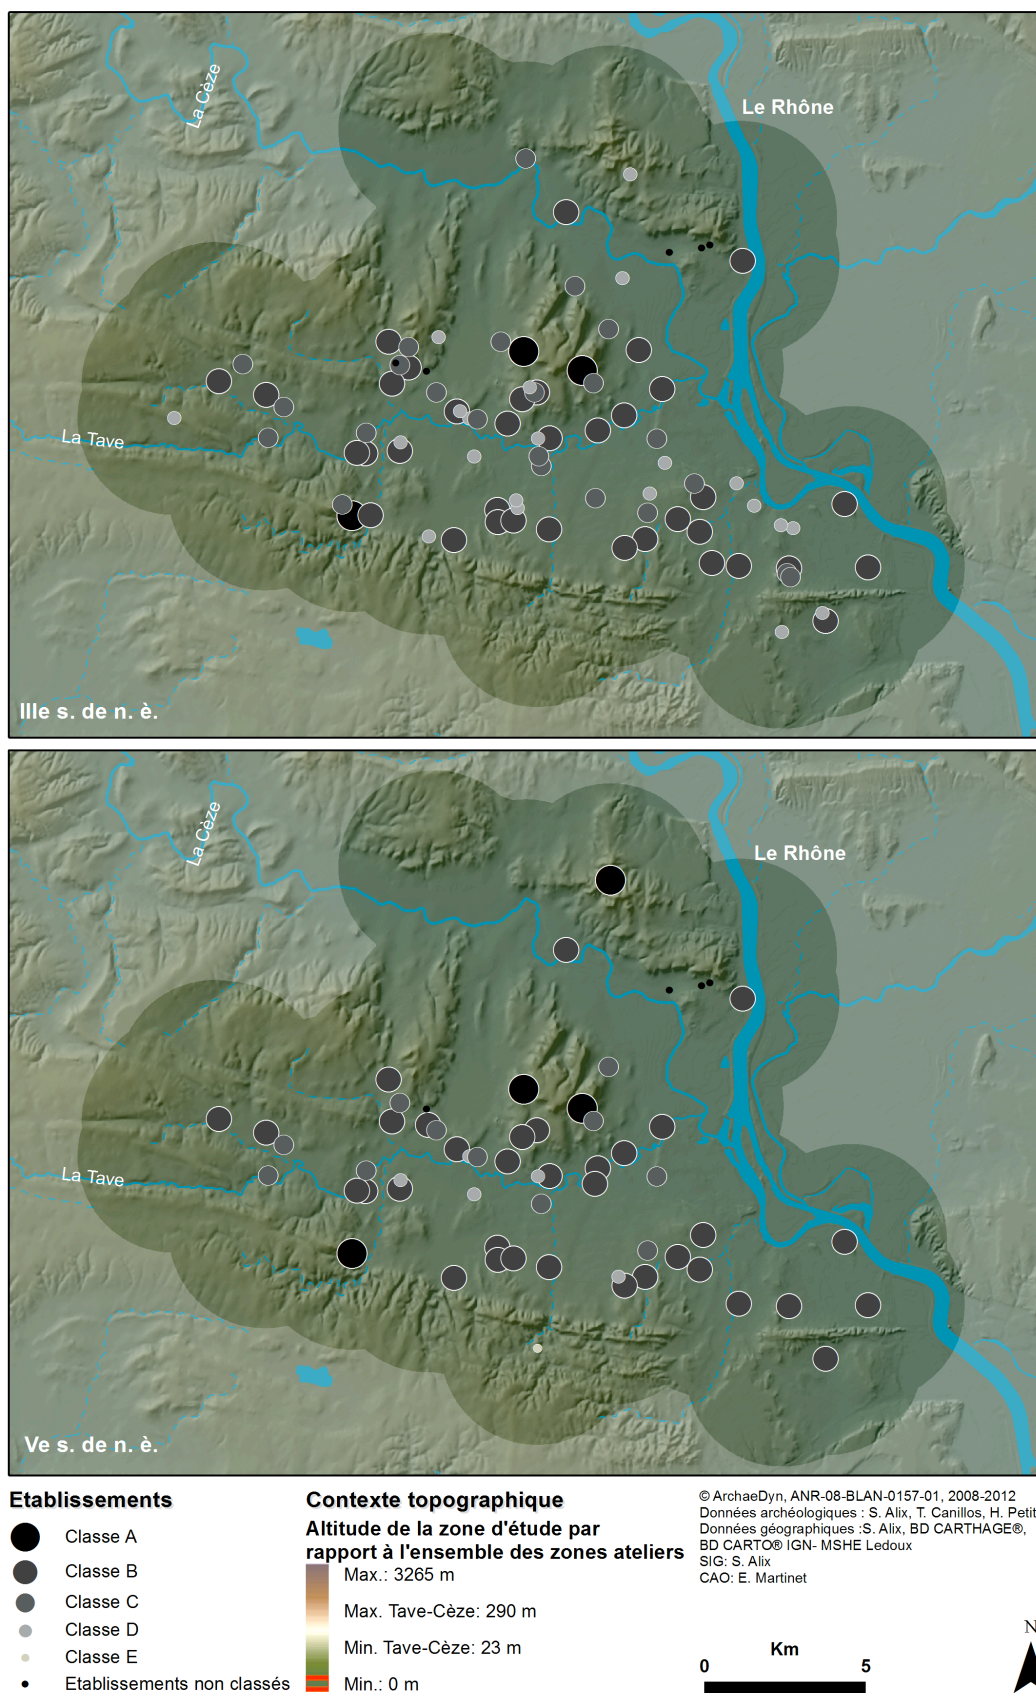 La Cèze
Le Rhône
La Tave
IIIe s. de n. è.
La Cèze
Le Rhône
La Tave
Ve s. de n. è.
Etablissements
Classe A
Classe B
Classe C
Classe D
Classe E
Etablissements non classés
Contexte topographique
Altitude de la zone d'étude par
rapport à l'ensemble des zones ateliers
Max.: 3265 m
Max. Tave-Cèze: 290 m
Min. Tave-Cèze: 23 m
Min.: 0 m
© ArchaeDyn, ANR-08-BLAN-0157-01, 2008-2012
Données archéologiques : S. Alix, T. Canillos, H. Petit
Données géographiques :S. Alix, BD CARTHAGE®,
BD CARTO® IGN- MSHE Ledoux
SIG: S. Alix
CAO: E. Martinet
Km
0 5
N